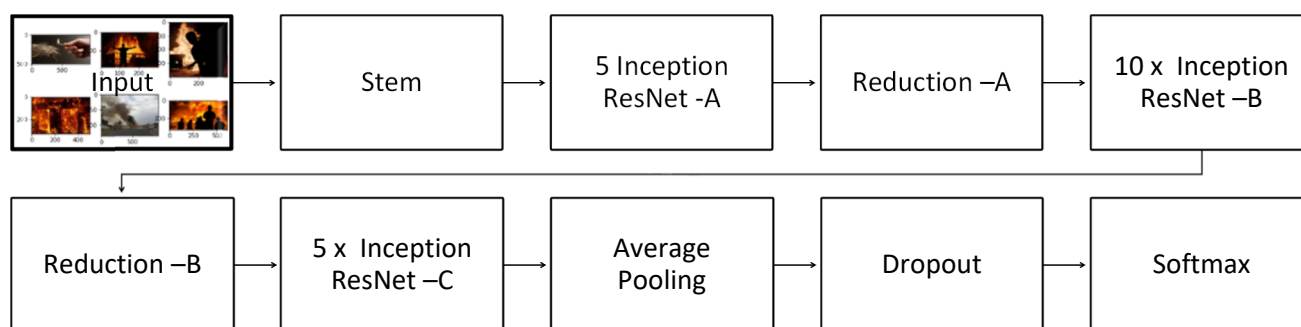 Input
Stem
5 Inception
ResNet -A
Reduction –A
10 x Inception
ResNet –B
Reduction –B
5 x Inception
ResNet –C
Average
Pooling
Dropout
Softmax